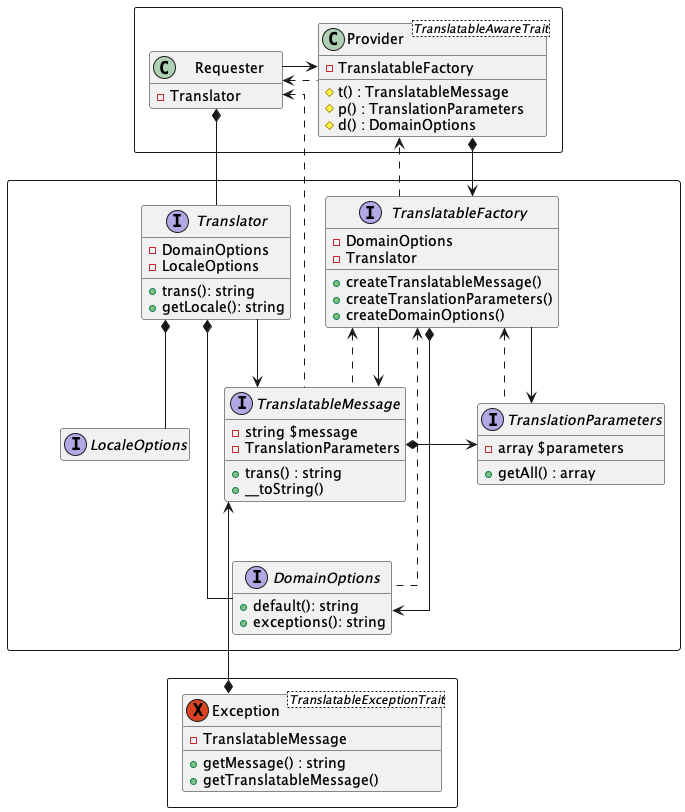 TranslatableAwareTrait
C Provider
TranslatableFactory
t() : TranslatableMessage
p() : TranslationParameters
d() : DomainOptions
C Requester
Translator
I Translator
DomainOptions
LocaleOptions
trans(): string
getLocale(): string
I TranslatableFactory
DomainOptions
Translator
createTranslatableMessage()
createTranslationParameters()
createDomainOptions()
I LocaleOptions
I TranslatableMessage
string $message
TranslationParameters
trans() : string
__toString()
I TranslationParameters
array $parameters
getAll() : array
I DomainOptions
default(): string
exceptions(): string
TranslatableExceptionTrait
X Exception
TranslatableMessage
getMessage() : string
getTranslatableMessage()